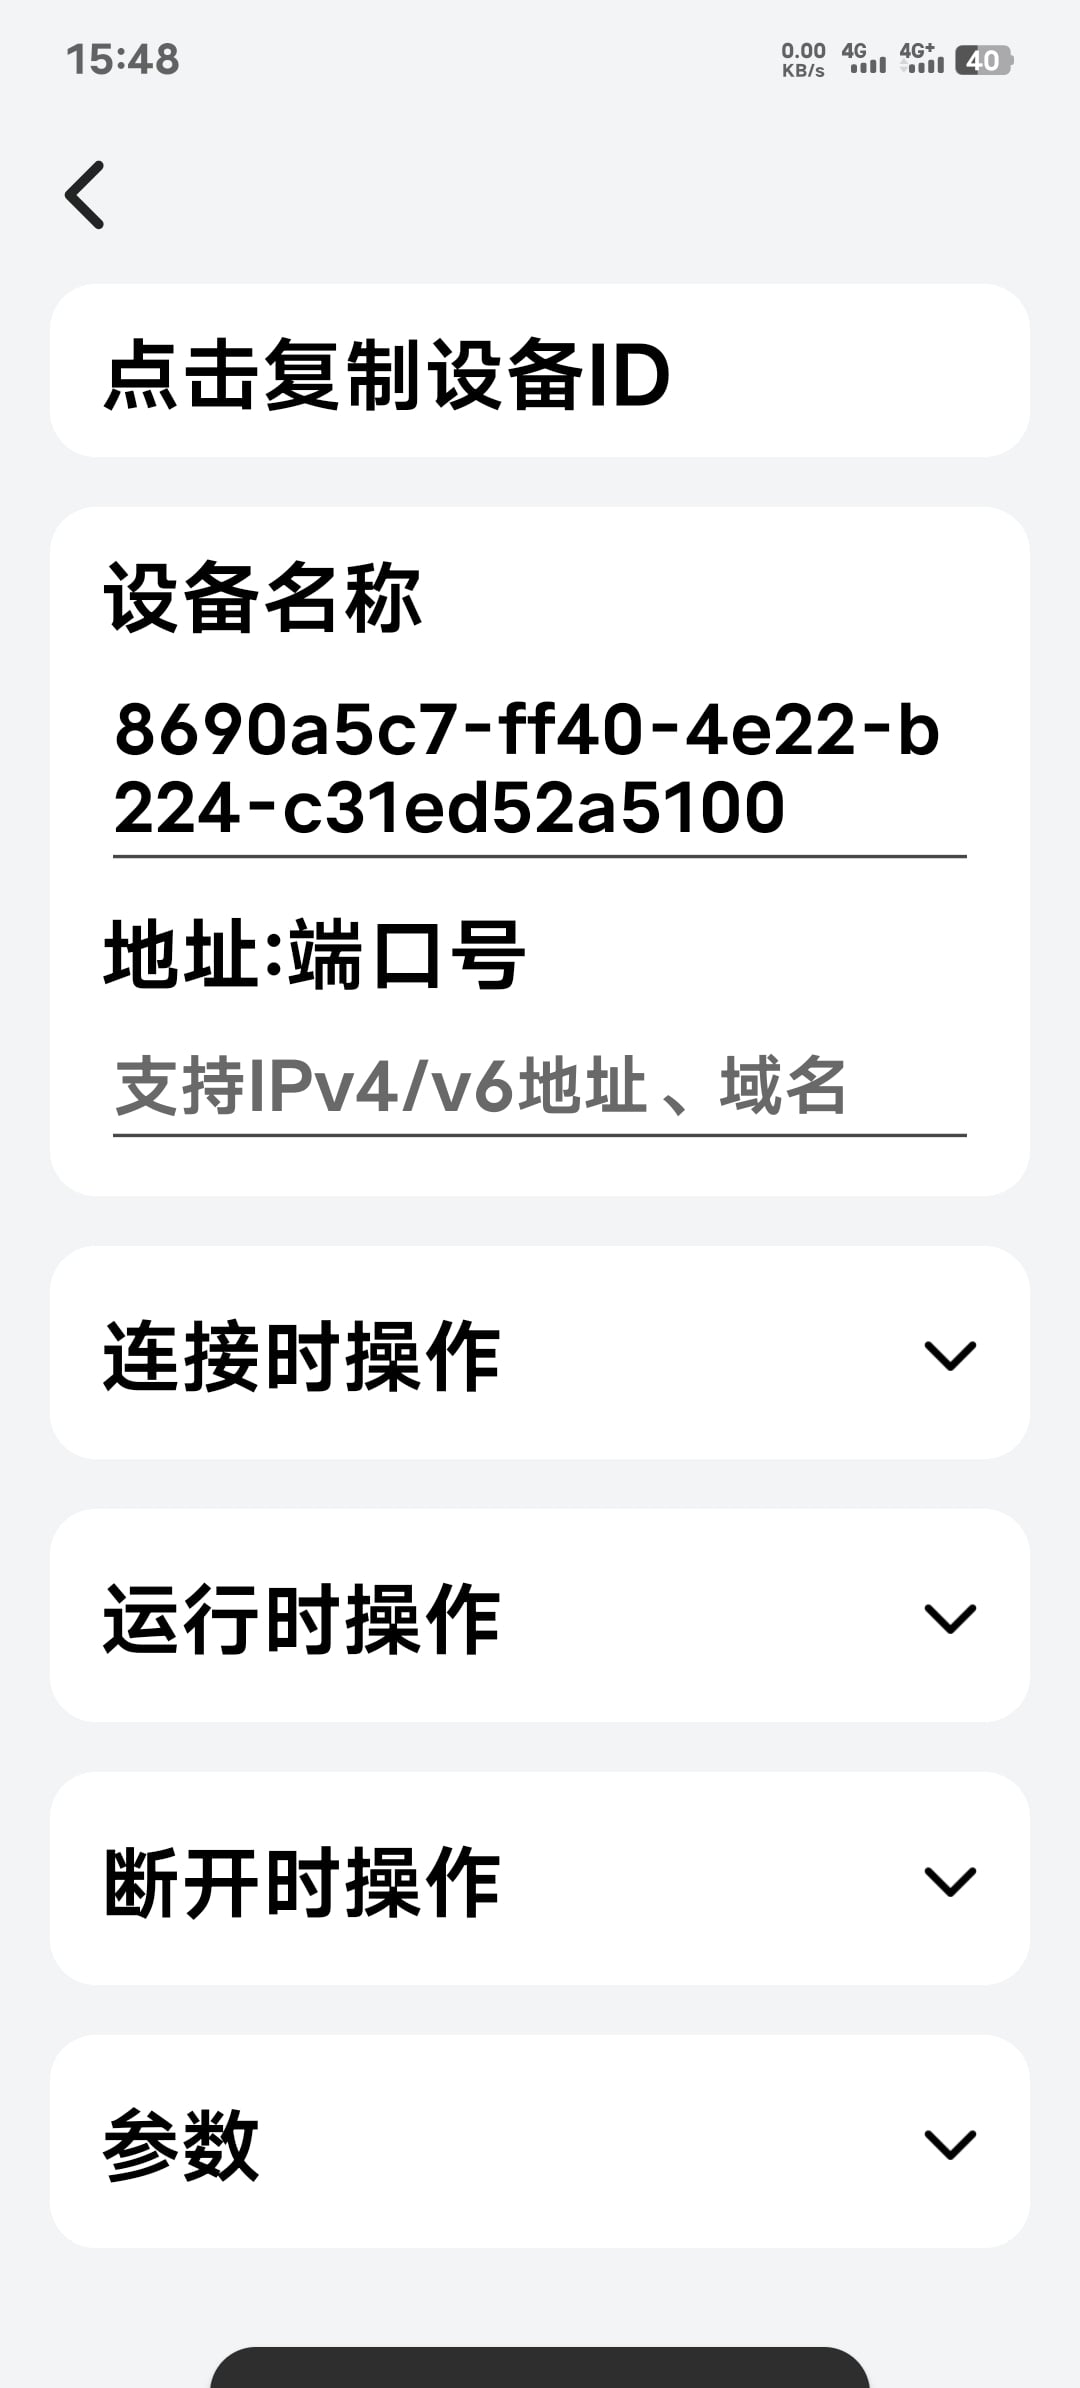 15:48
0.00 KB/s 4G 4G+ 40
点击复制设备ID
设备名称
8690a5c7-ff40-4e22-b
224-c31ed52a5100
地址:端口号
支持IPv4/v6地址、域名
连接时操作
运行时操作
断开时操作
参数